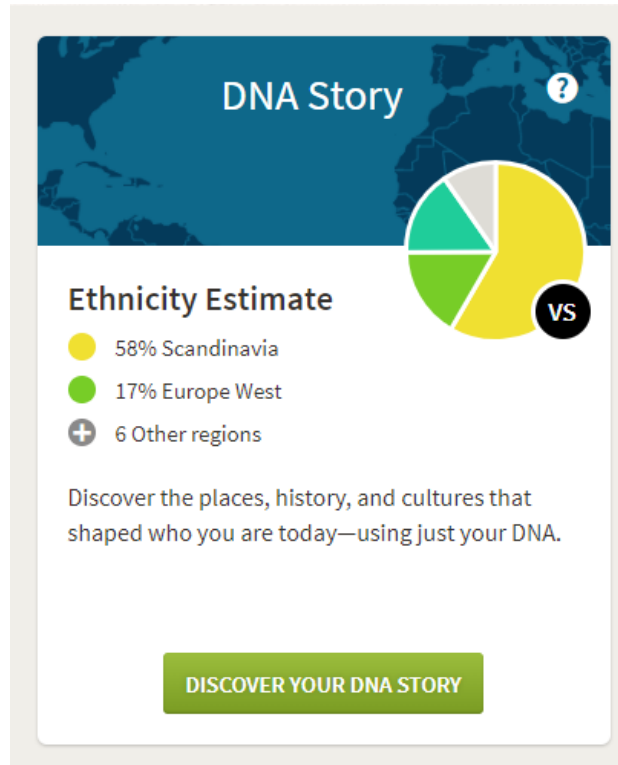 DNA Story
?
VS
Ethnicity Estimate
58% Scandinavia
17% Europe West
6 Other regions
Discover the places, history, and cultures that
shaped who you are today—using just your DNA.
DISCOVER YOUR DNA STORY